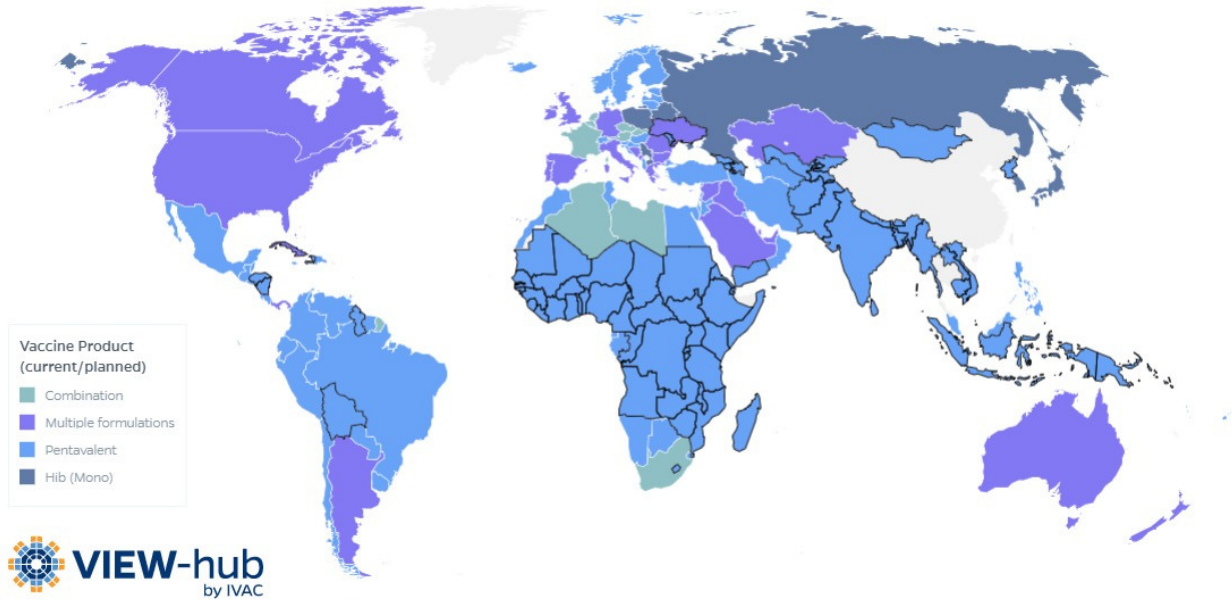 Vaccine Product
(current/planned)
Combination
Multiple formulations
Pentavalent
Hib (Mono)
VIEW-hub
by IVAC